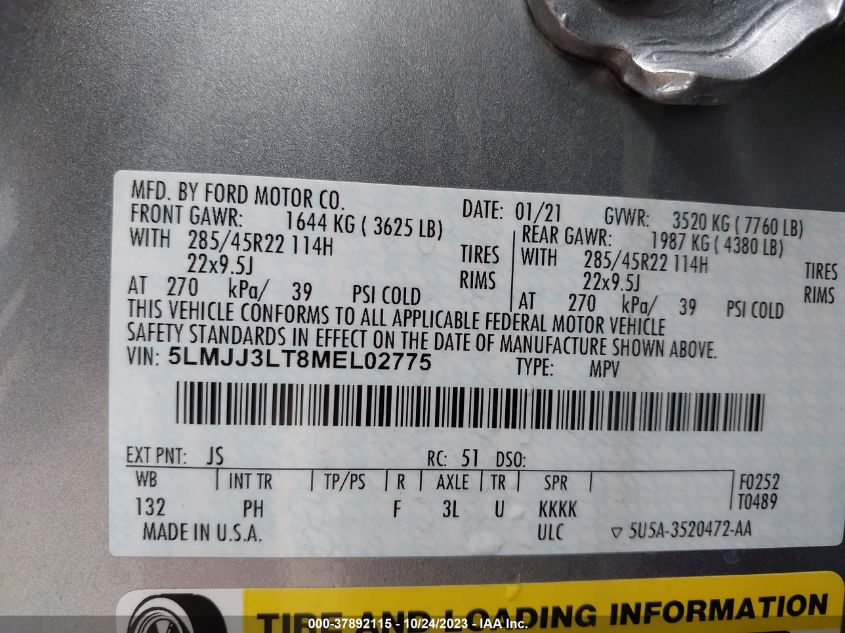 MFD. BY FORD MOTOR CO.
DATE: 01/21 GVWR: 3520 KG ( 7760 LB)
FRONT GAWR: 1644 KG ( 3625 LB)
WITH 285/45R22 114H TIRES
22x9.5J RIMS
AT 270 kPa/ 39 PSI COLD
REAR GAWR: 1987 KG ( 4380 LB)
WITH 285/45R22 114H TIRES
22x9.5J RIMS
AT 270 kPa/ 39 PSI COLD
THIS VEHICLE CONFORMS TO ALL APPLICABLE FEDERAL MOTOR VEHICLE
SAFETY STANDARDS IN EFFECT ON THE DATE OF MANUFACTURE SHOWN ABOVE.
VIN: 5LMJJ3LT8MEL02775 TYPE: MPV
EXT PNT: JS RC: 51 DSO:
WB INT TR TP/PS R AXLE TR SPR F0252
132 PH F 3L U KKKK T0489
MADE IN U.S.A. ULC ▽ 5U5A-3520472-AA
TIRE AND LOADING INFORMATION
000-37892115 - 10/24/2023 - IAA Inc.